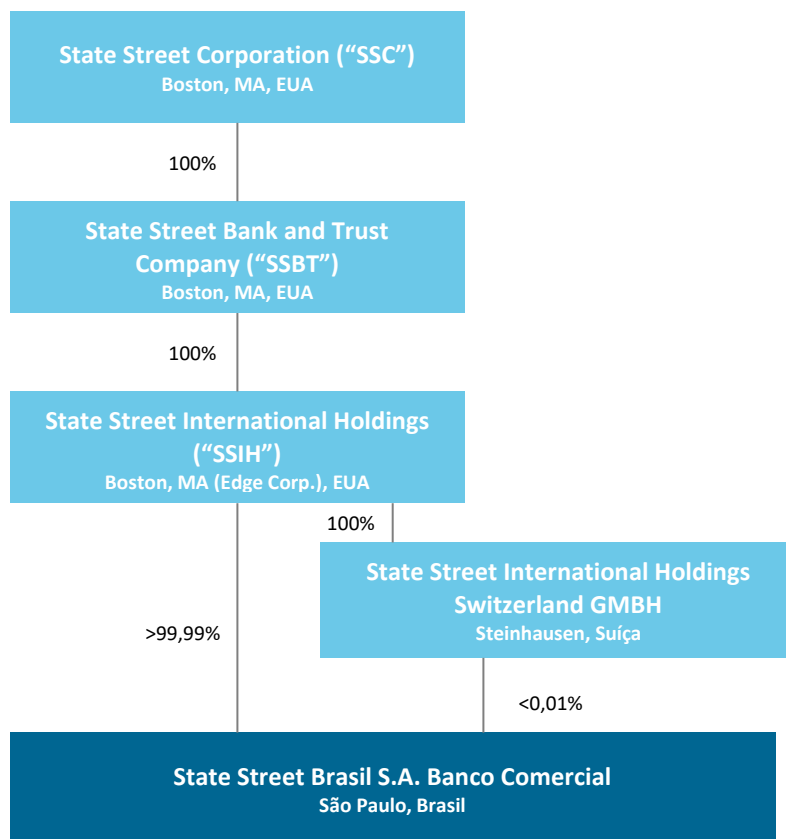 State Street Corporation (“SSC”)
Boston, MA, EUA
100%
State Street Bank and Trust
Company (“SSBT”)
Boston, MA, EUA
100%
State Street International Holdings
(“SSIH”)
Boston, MA (Edge Corp.), EUA
100%
State Street International Holdings
Switzerland GMBH
Steinhausen, Suíça
>99,99%
<0,01%
State Street Brasil S.A. Banco Comercial
São Paulo, Brasil